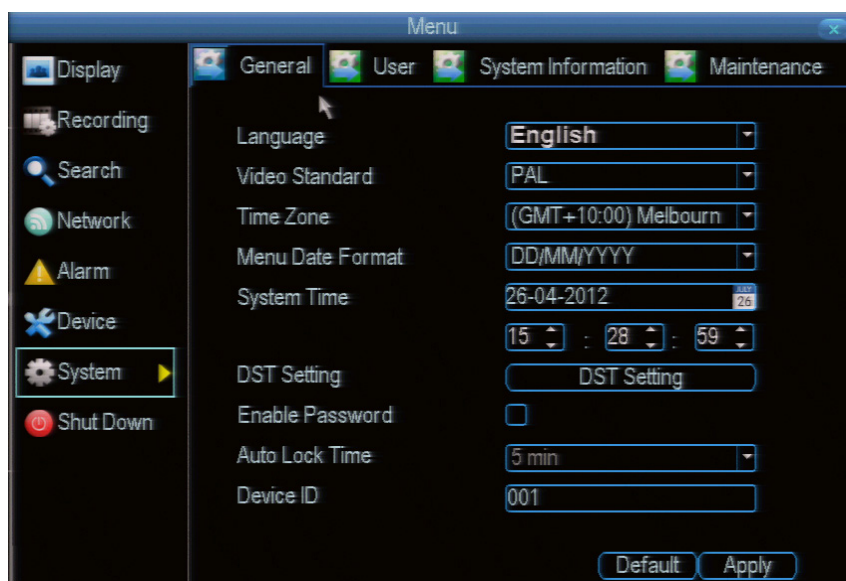 Menu
Display
Recording
Search
Network
Alarm
Device
System
Shut Down
General User System Information Maintenance
Language English
Video Standard PAL
Time Zone (GMT+10:00) Melbourn
Menu Date Format DD/MM/YYYY
System Time 26-04-2012 JULY 26
15 : 28 : 59
DST Setting DST Setting
Enable Password
Auto Lock Time 5 min
Device ID 001
Default Apply